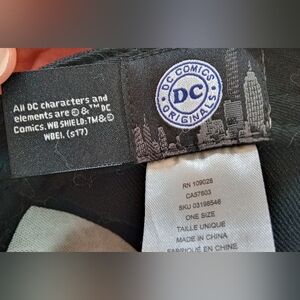 All DC characters and
elements are © & ™ DC
Comics. WB SHIELD: TM & ©
WBEI. (s17)
DC COMICS
DC
ORIGINALS
RN 109028
CA57603
SKU 03198546
ONE SIZE
TAILLE UNIQUE
MADE IN CHINA
FABRIQUÉ EN CHINE